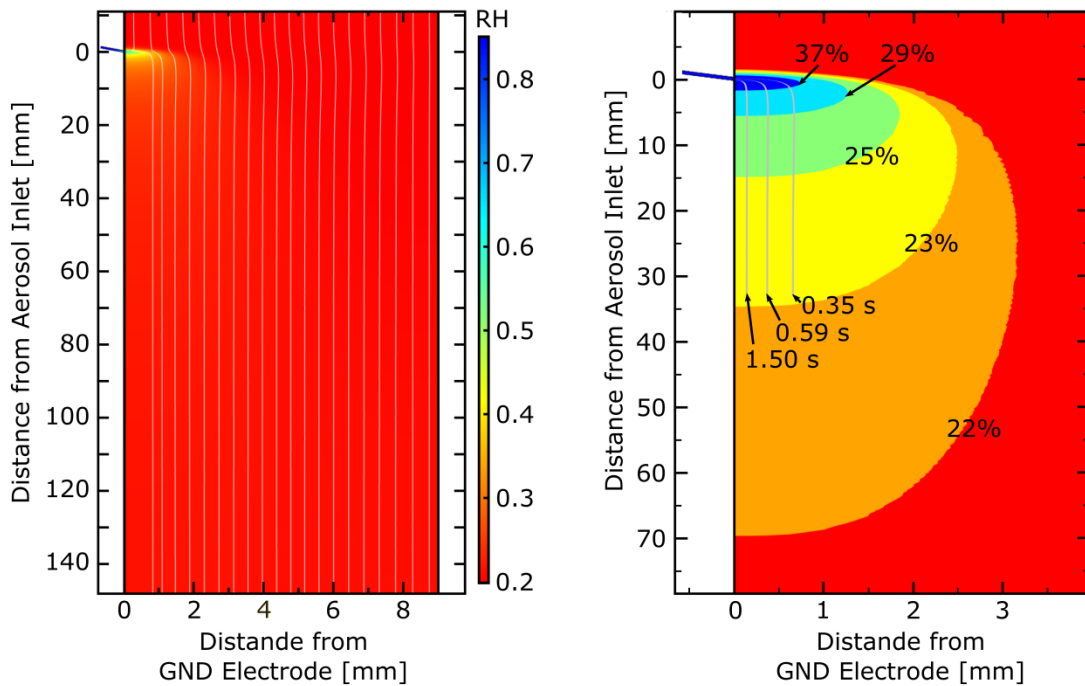 RH
0
20
40
60
80
100
120
140
Distance from Aerosol Inlet [mm]
0 2 4 6 8
Distande from
GND Electrode [mm]
0.8
0.7
0.6
0.5
0.4
0.3
0.2
37% 29%
25%
23%
22%
0.35 s
0.59 s
1.50 s
0
10
20
30
40
50
60
70
Distance from Aerosol Inlet [mm]
0 1 2 3
Distande from
GND Electrode [mm]